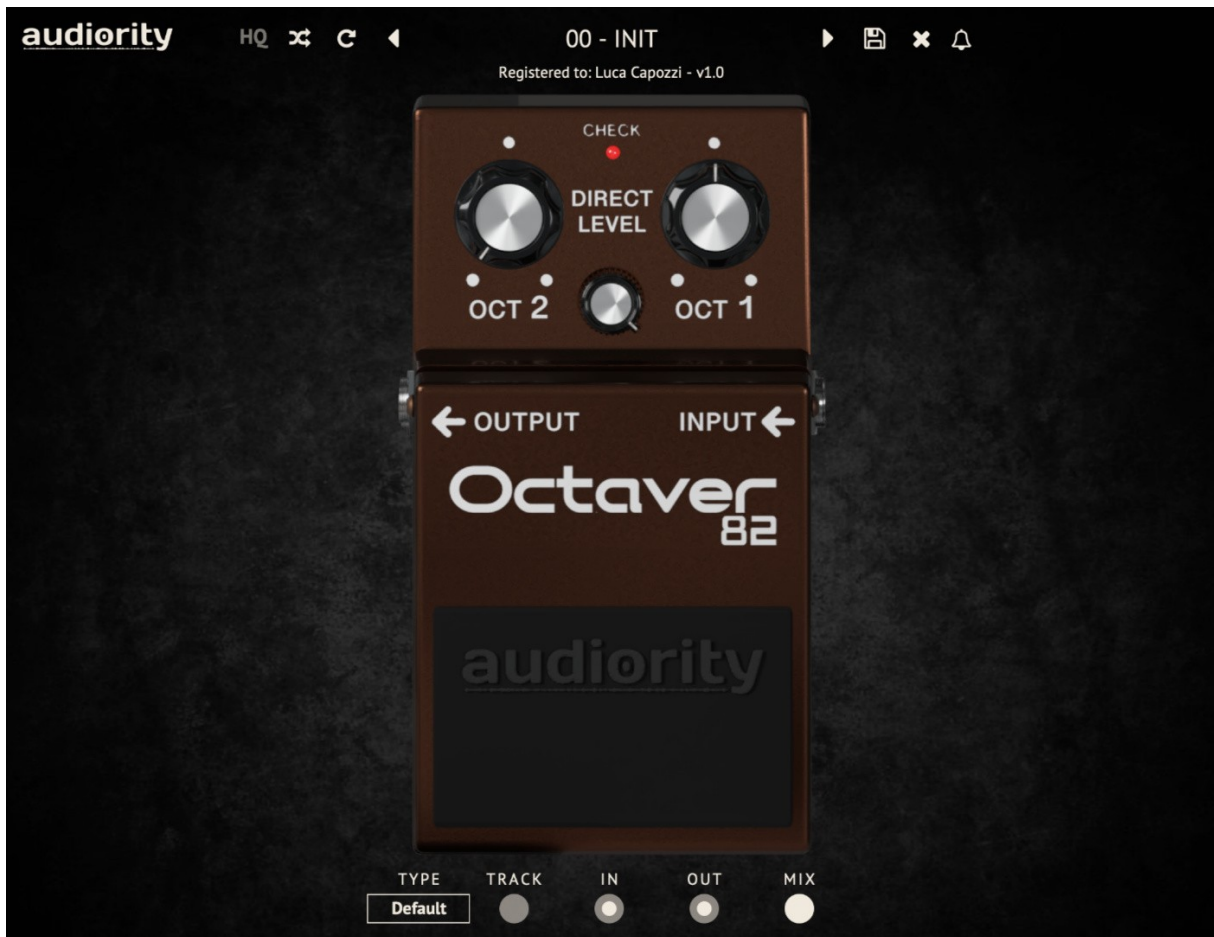 audiority
HQ
00 - INIT
Registered to: Luca Capozzi - v1.0
CHECK
DIRECT
LEVEL
OCT 2
OCT 1
OUTPUT
INPUT
Octaver
82
audiority
TYPE
TRACK
IN
OUT
MIX
Default